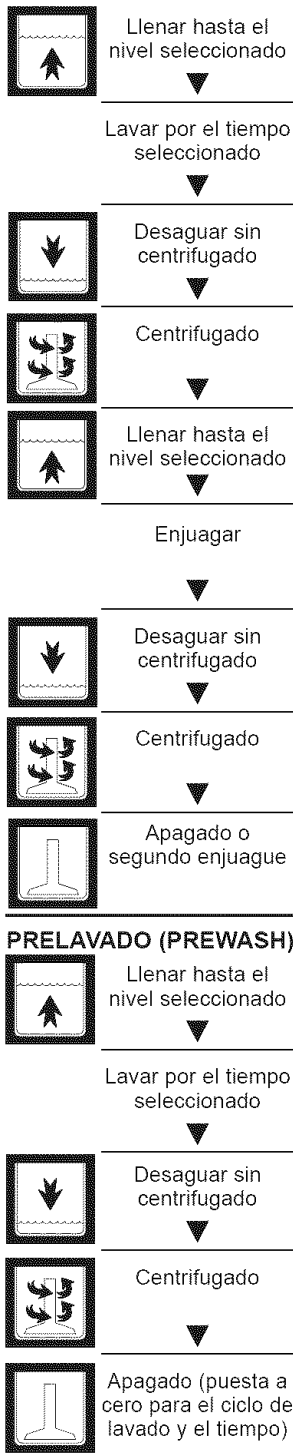 Llenar hasta el
nivel seleccionado
Lavar por el tiempo
seleccionado
Desaguar sin
centrifugado
Centrifugado
Llenar hasta el
nivel seleccionado
Enjuagar
Desaguar sin
centrifugado
Centrifugado
Apagado o
segundo enjuague
PRELAVADO (PREWASH)
Llenar hasta el
nivel seleccionado
Lavar por el tiempo
seleccionado
Desaguar sin
centrifugado
Centrifugado
Apagado (puesta a
cero para el ciclo de
lavado y el tiempo)